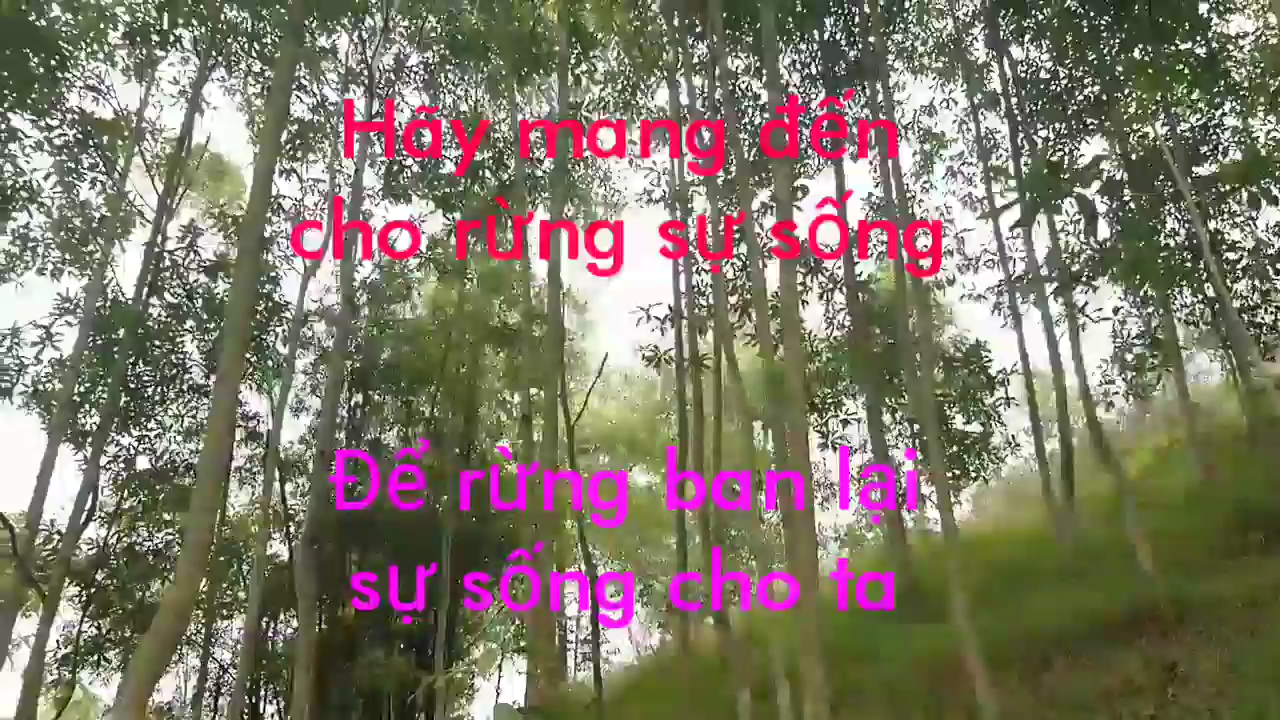 Hãy mang đến
cho rừng sự sống
Để rừng ban lại
sự sống cho ta